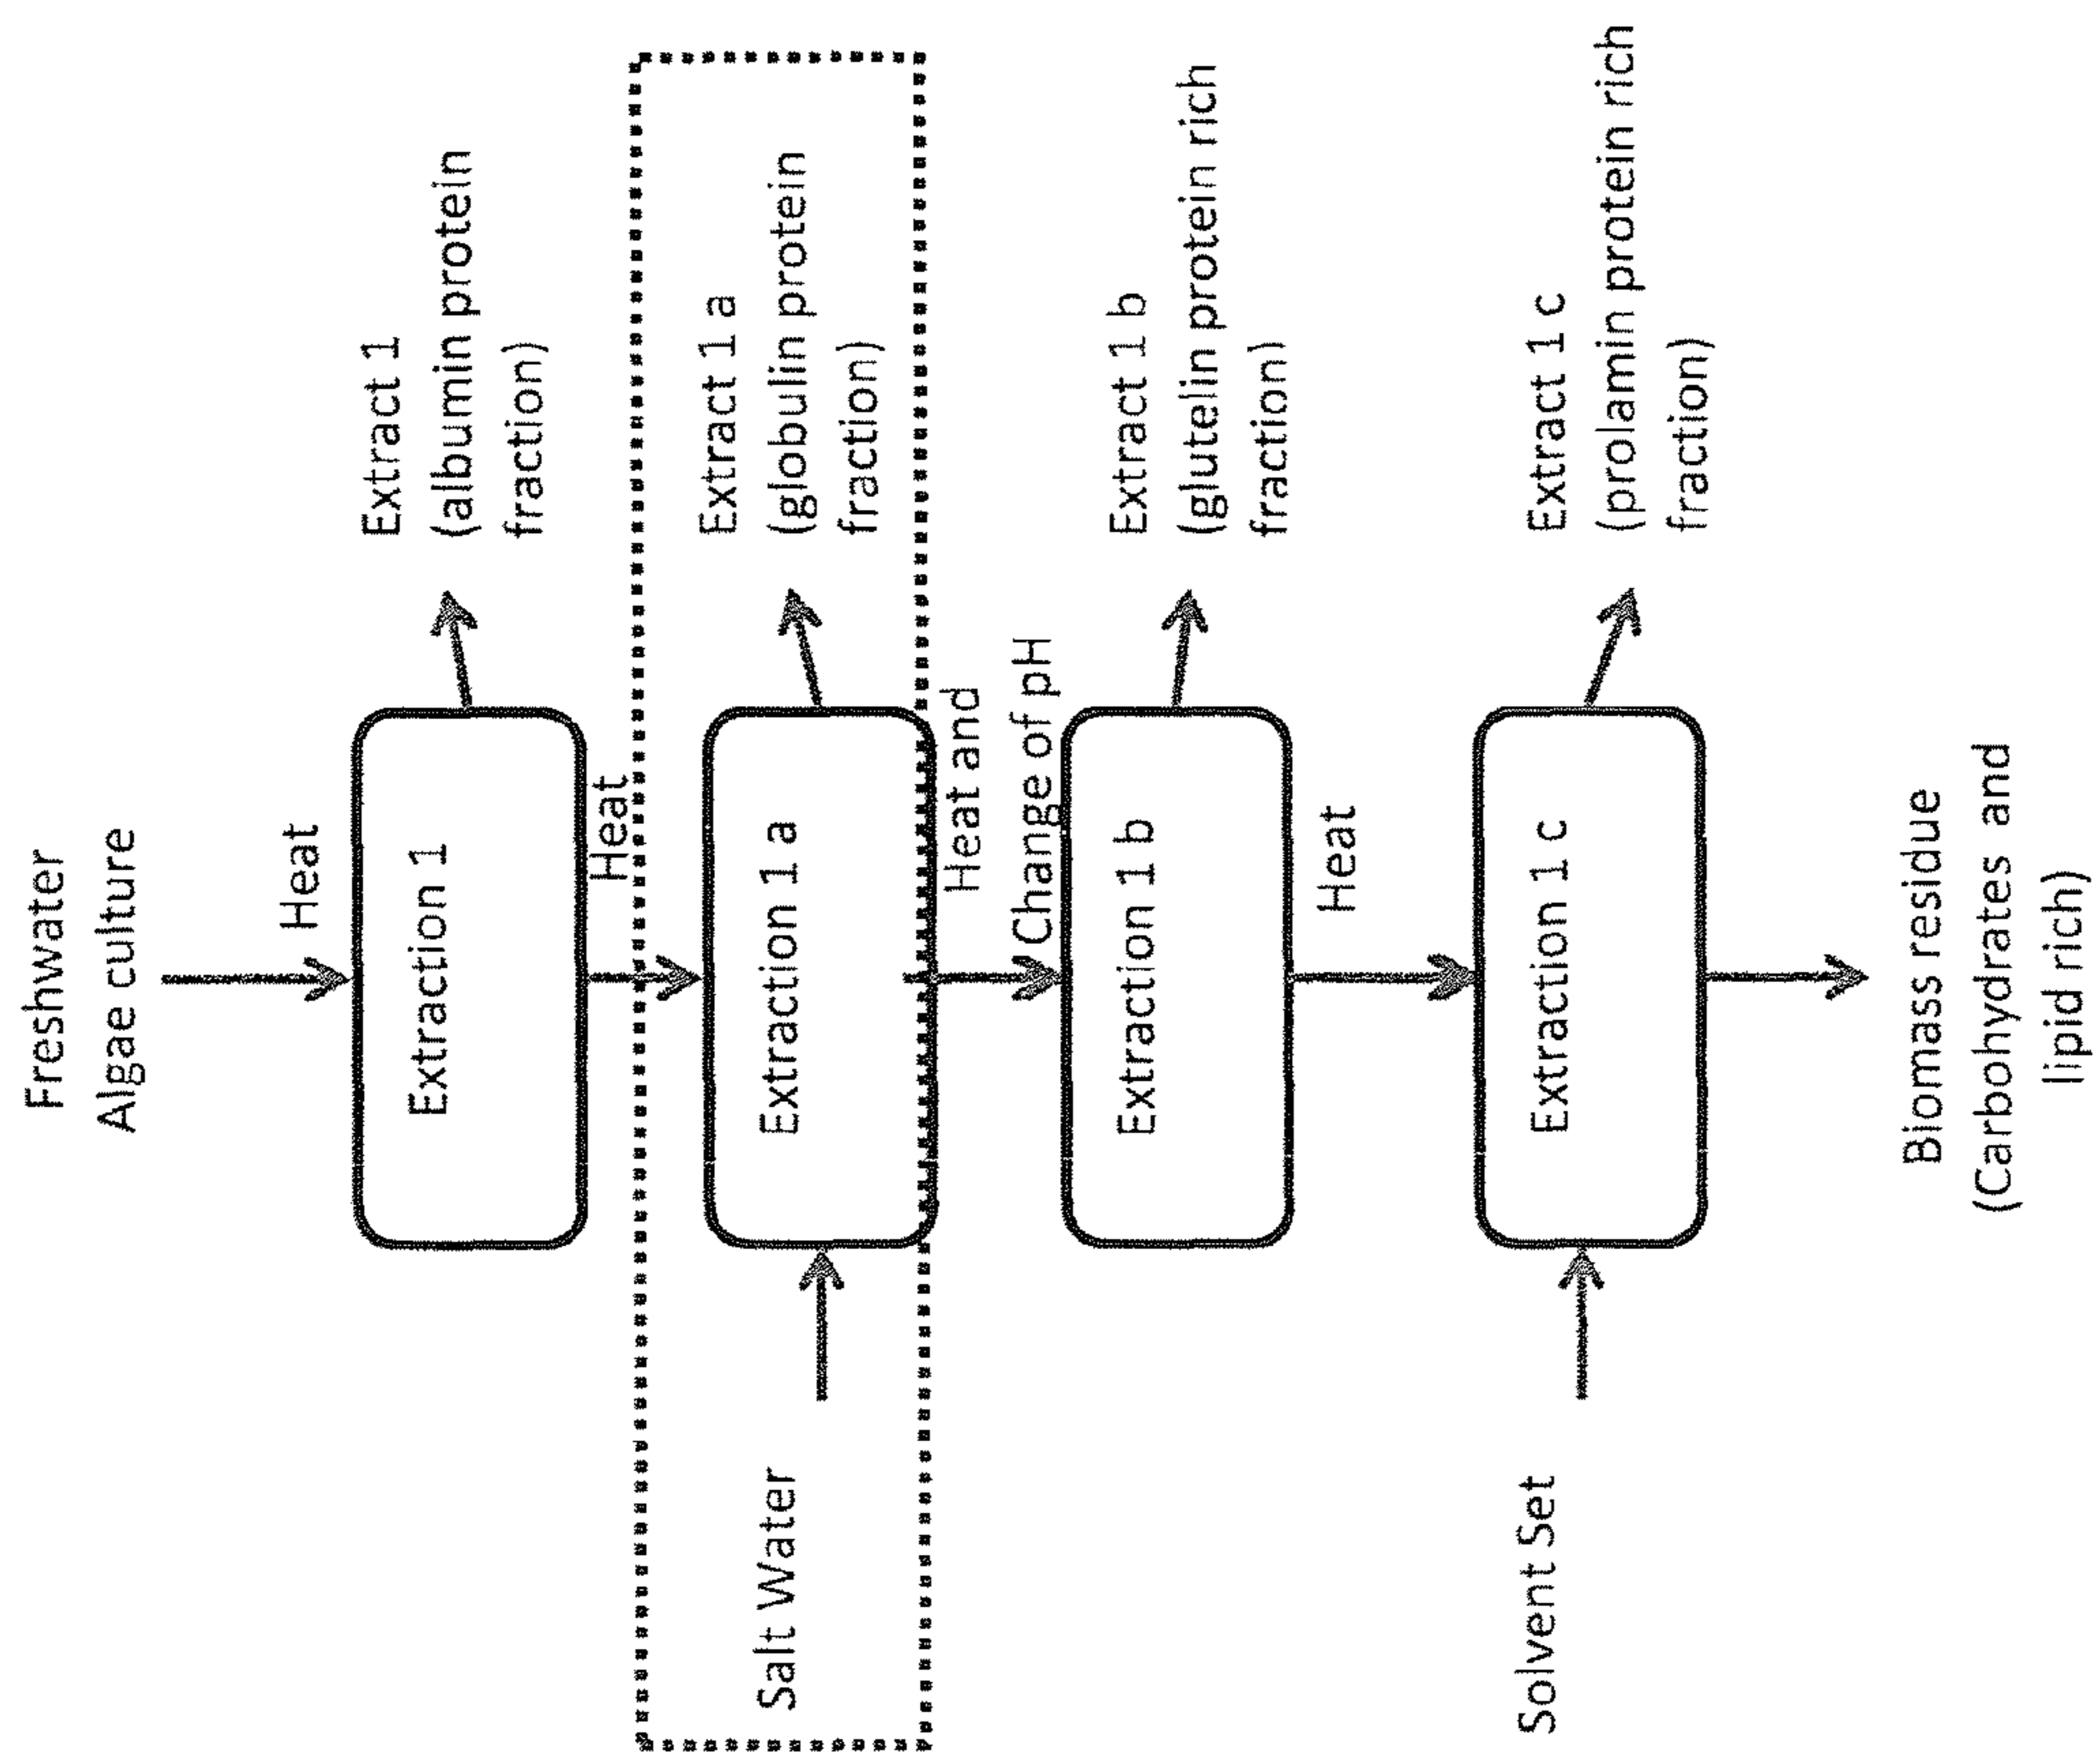 Freshwater
Algae culture
Heat
Extraction 1
Extract 1
(albumin protein
fraction)
Heat
Salt Water
Extraction 1 a
Extract 1 a
(globulin protein
fraction)
Heat and
Change of pH
Extraction 1 b
Extract 1 b
(glutelin protein rich
fraction)
Heat
Solvent Set
Extraction 1 c
Extract 1 c
(prolamin protein rich
fraction)
Biomass residue
(Carbohydrates and
lipid rich)